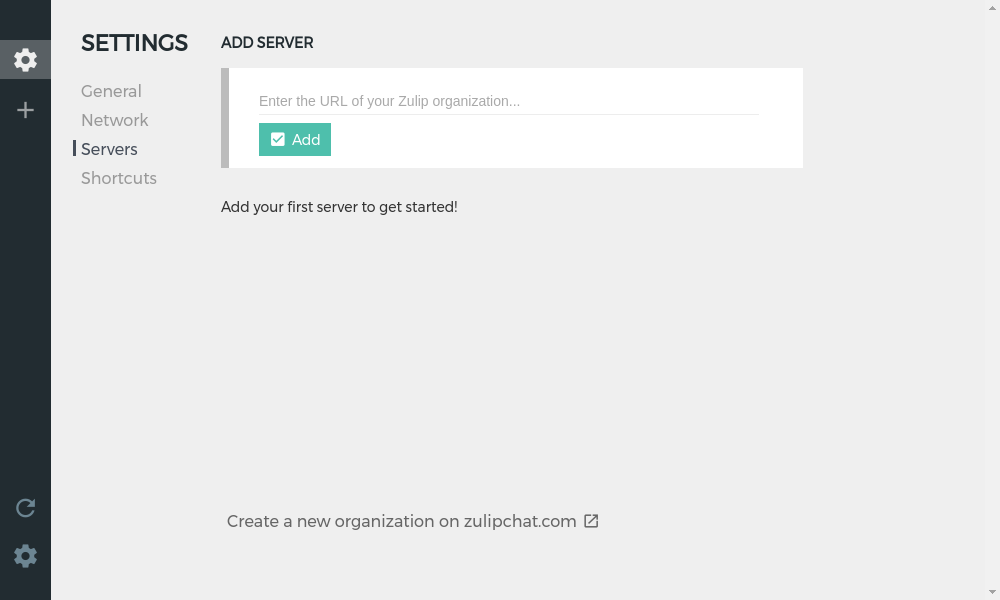 SETTINGS
General
Network
Servers
Shortcuts
ADD SERVER
Enter the URL of your Zulip organization...
Add
Add your first server to get started!
Create a new organization on zulipchat.com